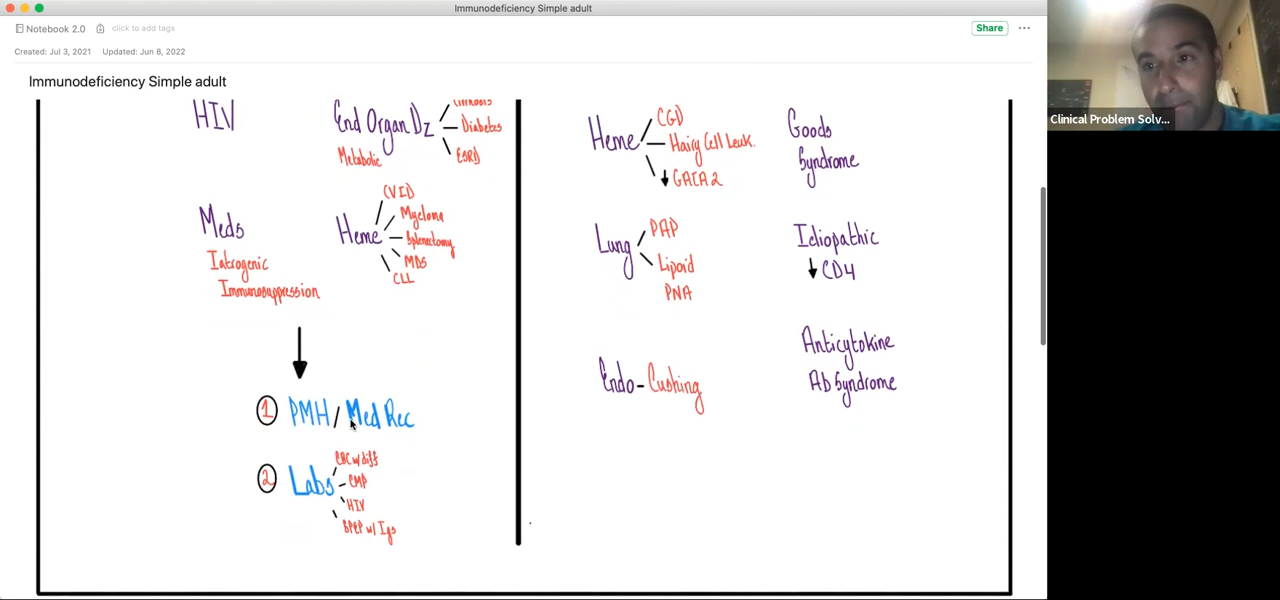 Immunodeficiency Simple adult
Notebook 2.0
click to add tags
Share
Created: Jul 3, 2021
Updated: Jun 8, 2022
Immunodeficiency Simple adult
HIV
End Organ Dz
Cirrhosis
Diabetes
ESRD
Metabolic
Meds
Iatrogenic
Immunosuppression
Heme
CVID
Myeloma
Splenectomy
MDS
CLL
1 PMH / Med Rec
2 Labs
CBC w/ diff
CMP
HIV
SPEP w/ Igs
Heme
CGD
Hairy Cell Leuk.
↓ GATA 2
Lung
PAP
Lipoid
PNA
Endo - Cushing
Goods
Syndrome
Idiopathic
↓ CD4
Anticytokine
Ab Syndrome
Clinical Problem Solv...